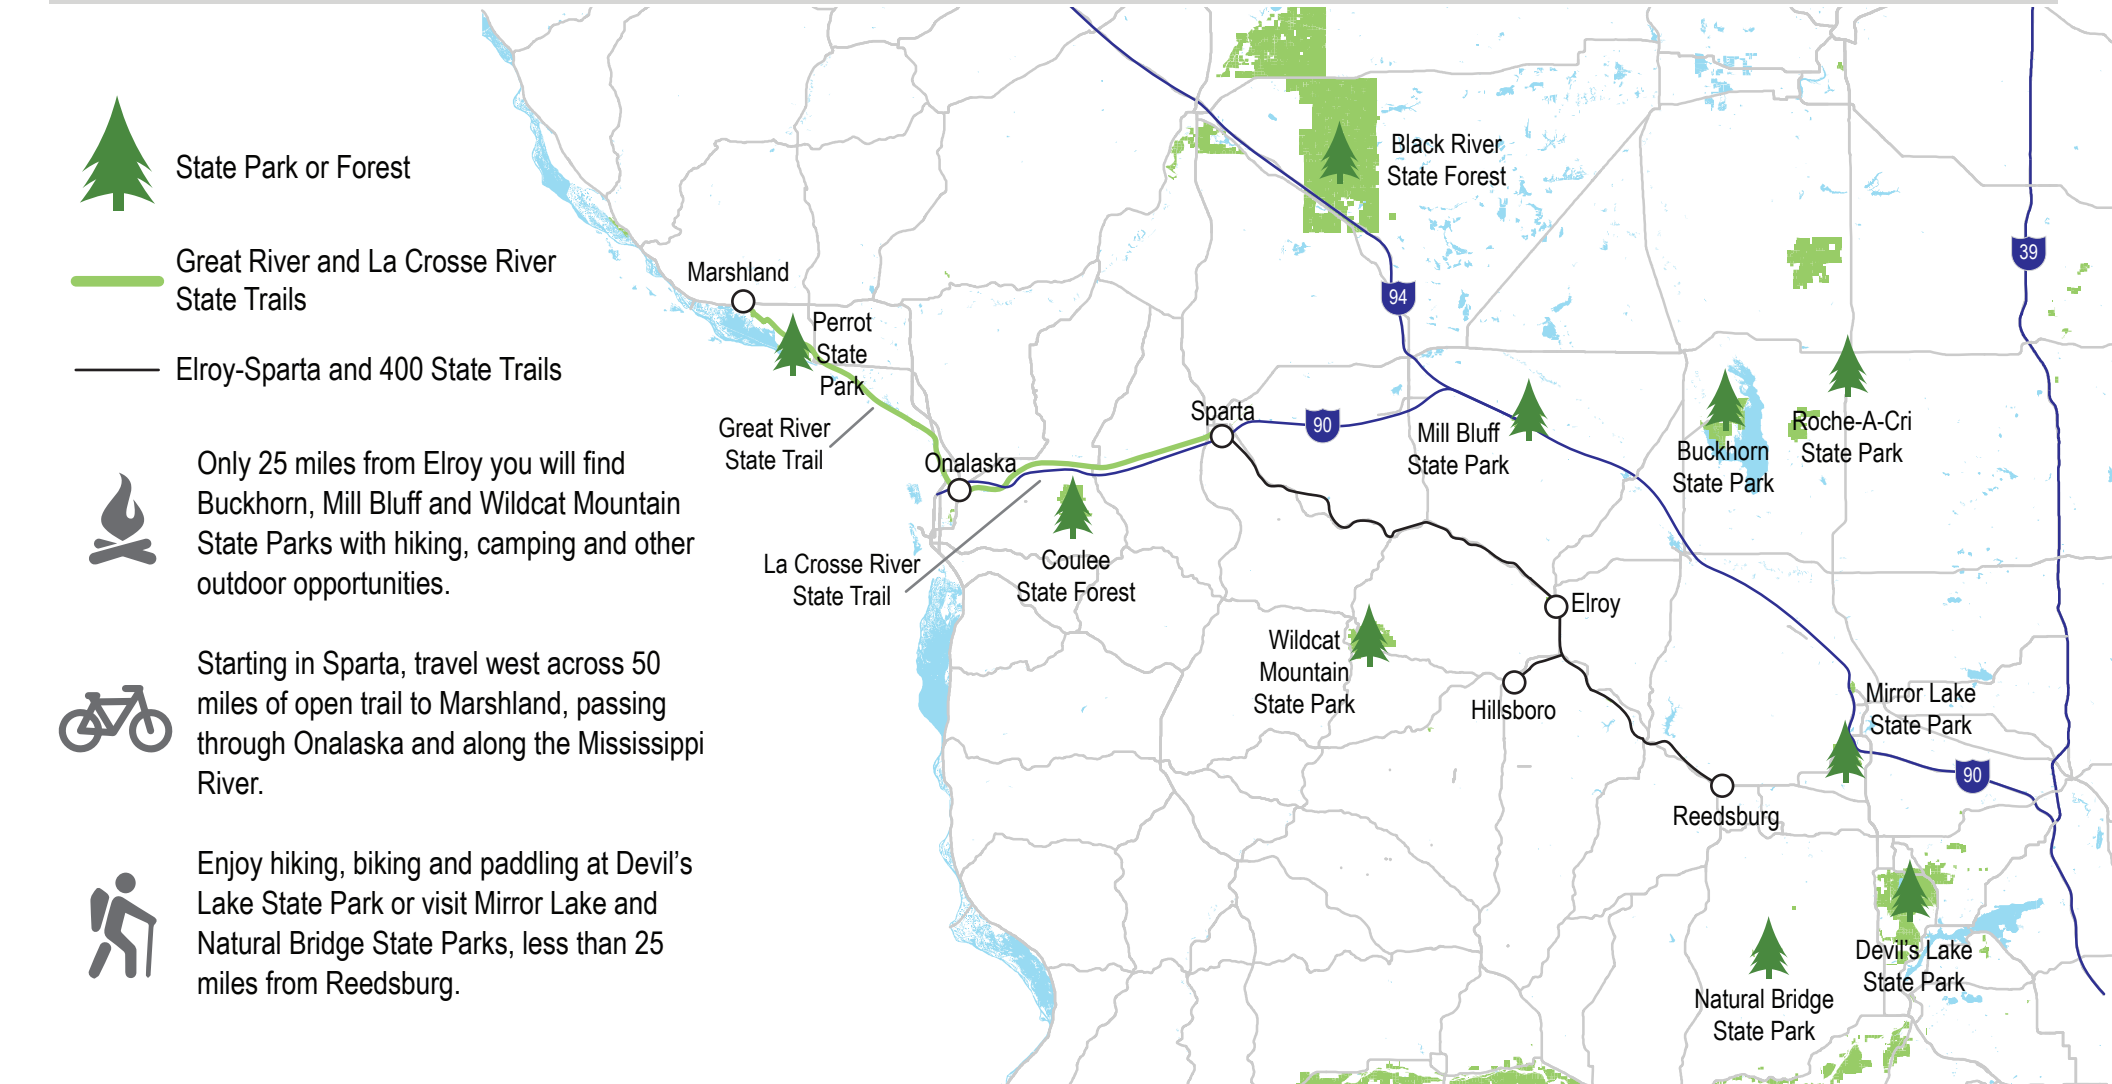 State Park or Forest
Great River and La Crosse River
State Trails
Elroy-Sparta and 400 State Trails
Only 25 miles from Elroy you will find
Buckhorn, Mill Bluff and Wildcat Mountain
State Parks with hiking, camping and other
outdoor opportunities.
Starting in Sparta, travel west across 50
miles of open trail to Marshland, passing
through Onalaska and along the Mississippi
River.
Enjoy hiking, biking and paddling at Devil's
Lake State Park or visit Mirror Lake and
Natural Bridge State Parks, less than 25
miles from Reedsburg.
Black River
State Forest
39
Marshland
94
Perrot
State
Park
Great River
State Trail
Sparta
90
Mill Bluff
State Park
Buckhorn
State Park
Roche-A-Cri
State Park
Onalaska
La Crosse River
State Trail
Coulee
State Forest
Elroy
Wildcat
Mountain
State Park
Hillsboro
Mirror Lake
State Park
90
Reedsburg
Devil's Lake
State Park
Natural Bridge
State Park